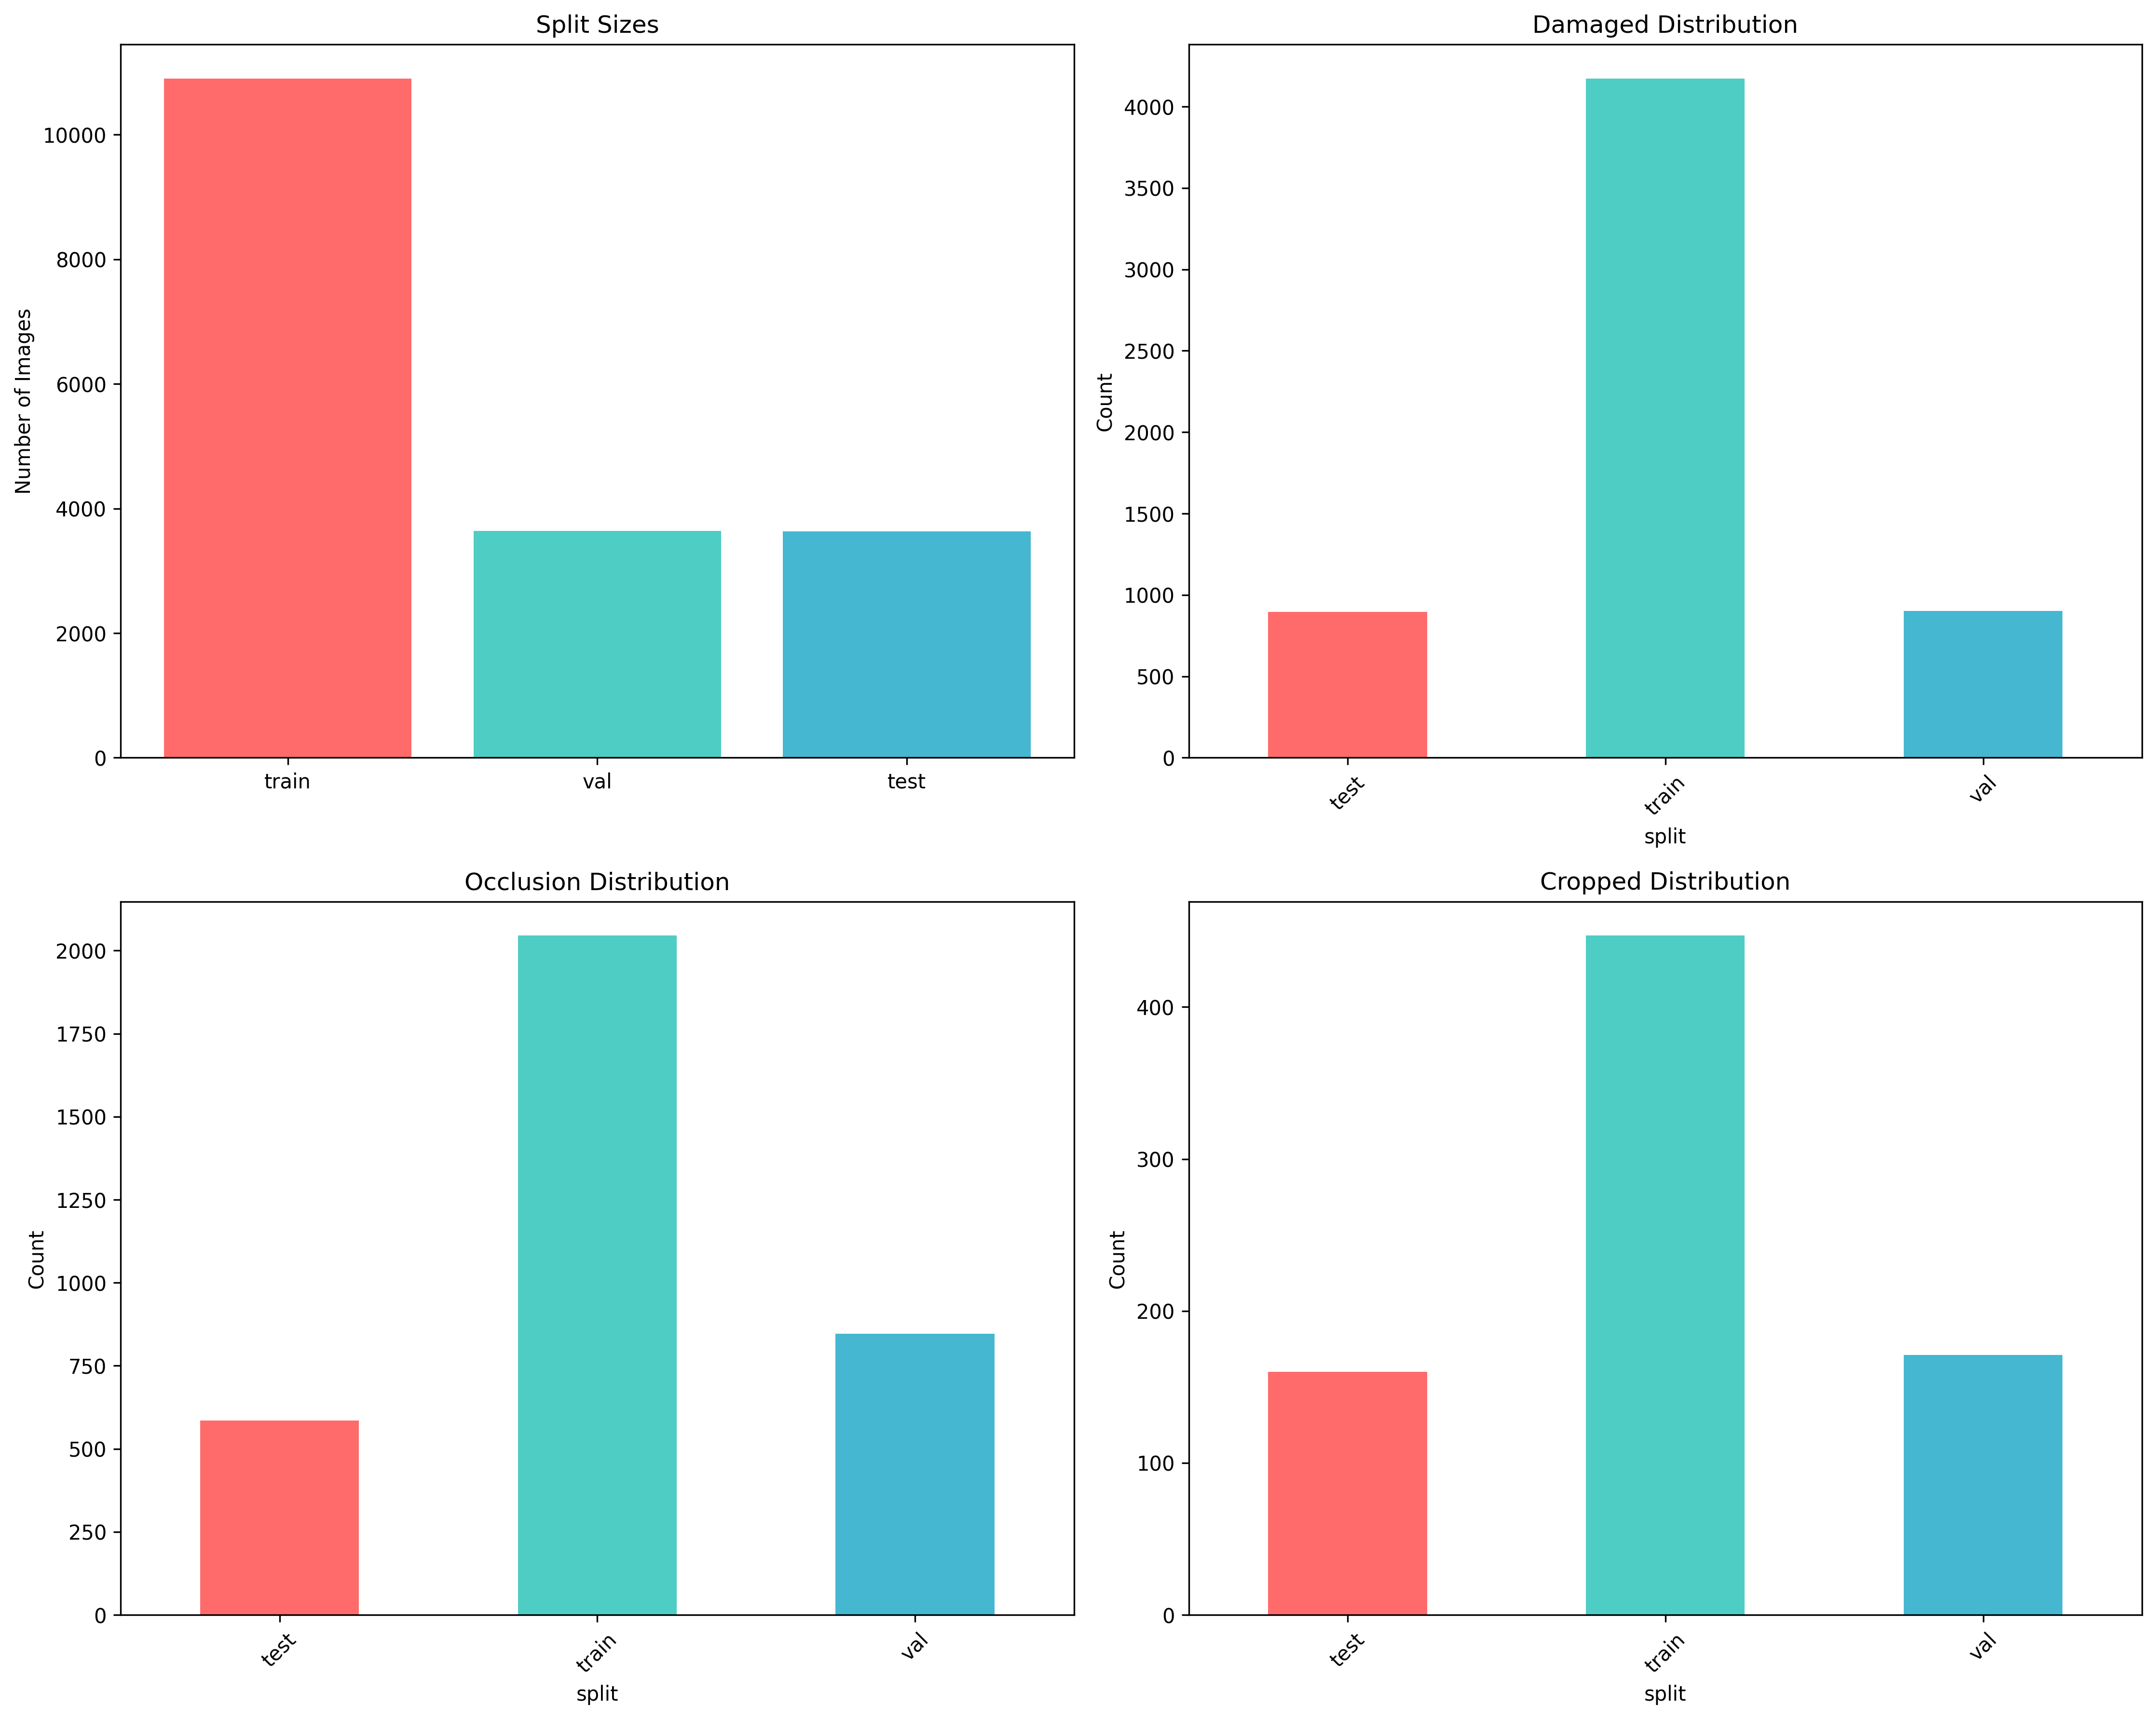 Split Sizes
Number of Images
10000
8000
6000
4000
2000
0
train val test
Damaged Distribution
Count
4000
3500
3000
2500
2000
1500
1000
500
0
test train val
split
Occlusion Distribution
Count
2000
1750
1500
1250
1000
750
500
250
0
test train val
split
Cropped Distribution
Count
400
300
200
100
0
test train val
split